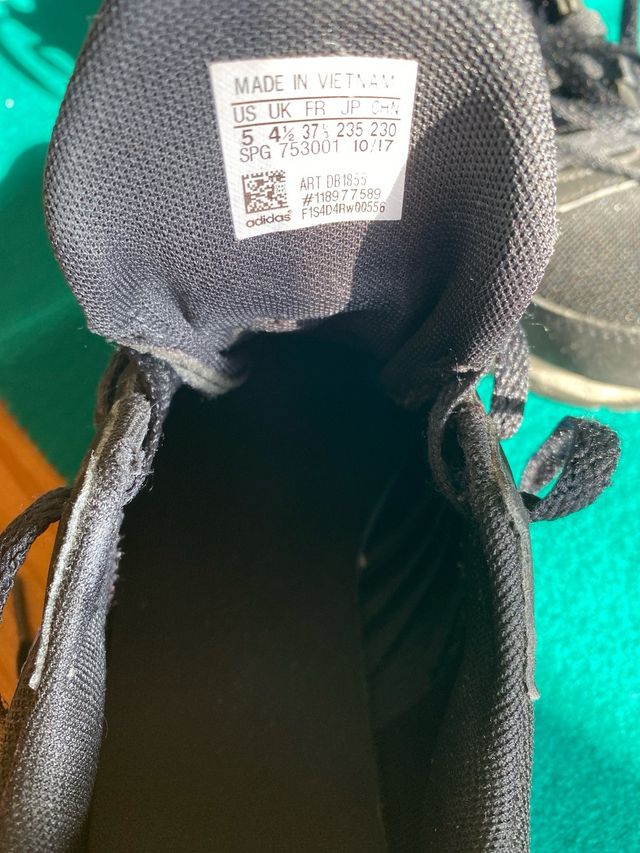 MADE IN VIETNAM
US UK FR JP CHN
5 4½ 37⅓ 235 230
SPG 753001 10/17
ART DB1855
#118977589
F1S4D4RW00556
adidas